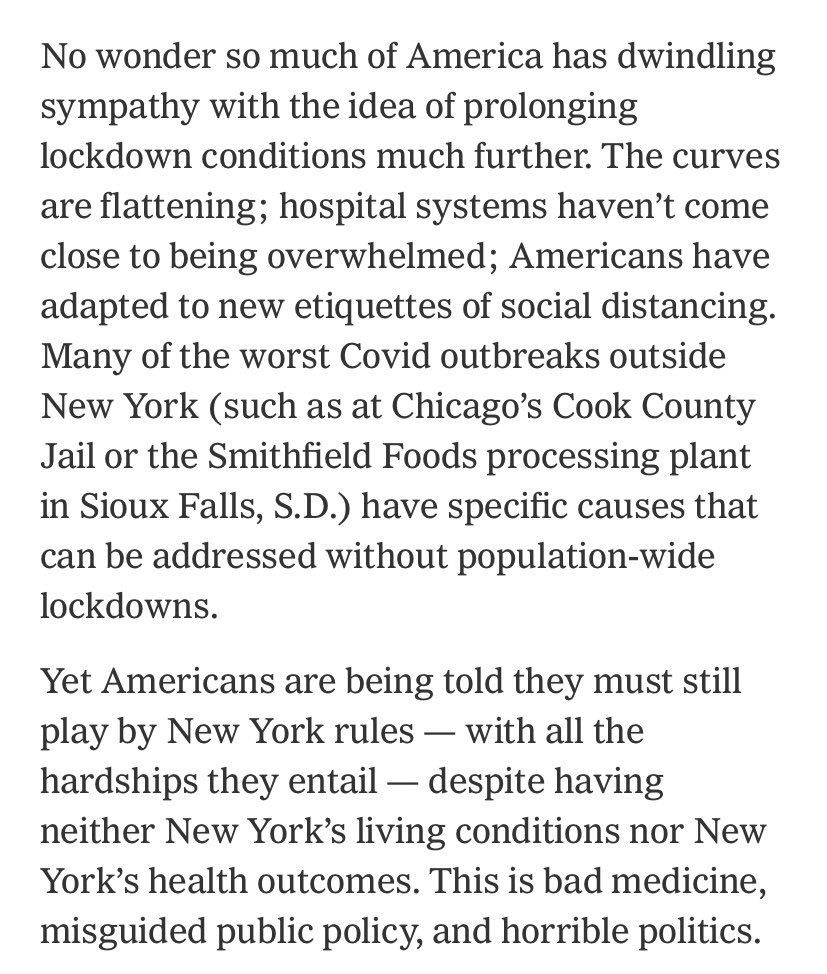 No wonder so much of America has dwindling
sympathy with the idea of prolonging
lockdown conditions much further. The curves
are flattening; hospital systems haven’t come
close to being overwhelmed; Americans have
adapted to new etiquettes of social distancing.
Many of the worst Covid outbreaks outside
New York (such as at Chicago’s Cook County
Jail or the Smithfield Foods processing plant
in Sioux Falls, S.D.) have specific causes that
can be addressed without population-wide
lockdowns.
Yet Americans are being told they must still
play by New York rules — with all the
hardships they entail — despite having
neither New York’s living conditions nor New
York’s health outcomes. This is bad medicine,
misguided public policy, and horrible politics.